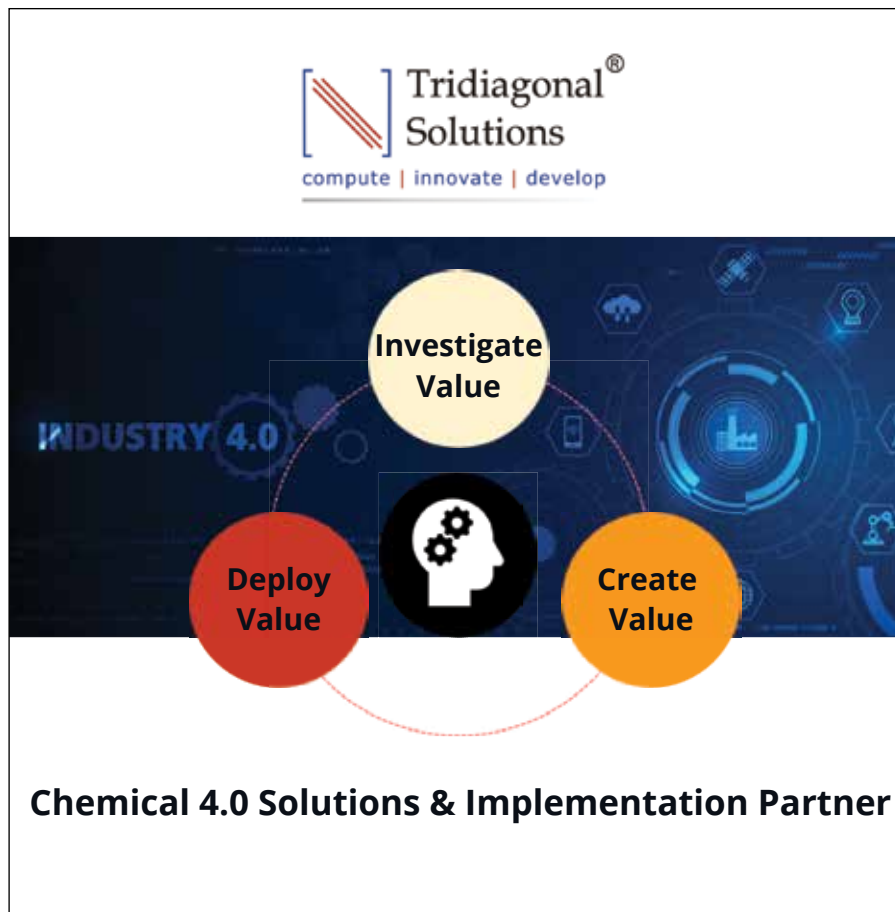 Tridiagonal®
Solutions
compute | innovate | develop
Investigate
Value
INDUSTRY 4.0
Deploy
Value
Create
Value
Chemical 4.0 Solutions & Implementation Partner